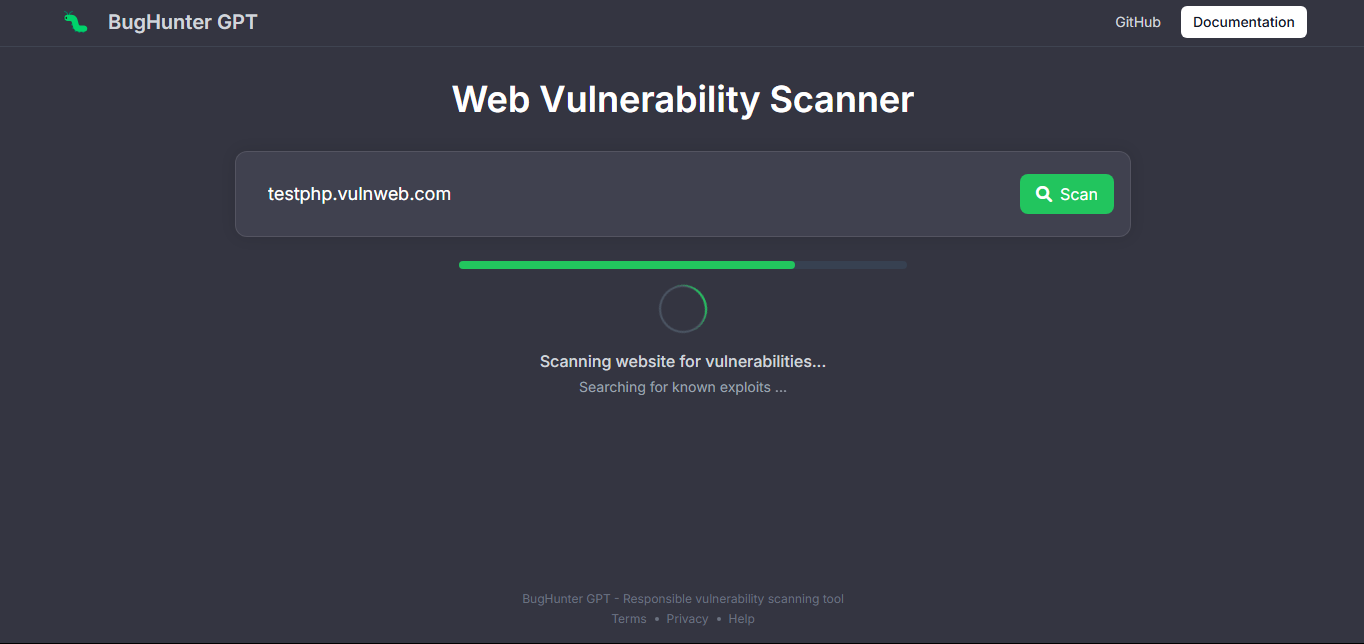 BugHunter GPT
GitHub
Documentation
Web Vulnerability Scanner
testphp.vulnweb.com
Scan
Scanning website for vulnerabilities...
Searching for known exploits ...
BugHunter GPT - Responsible vulnerability scanning tool
Terms • Privacy • Help